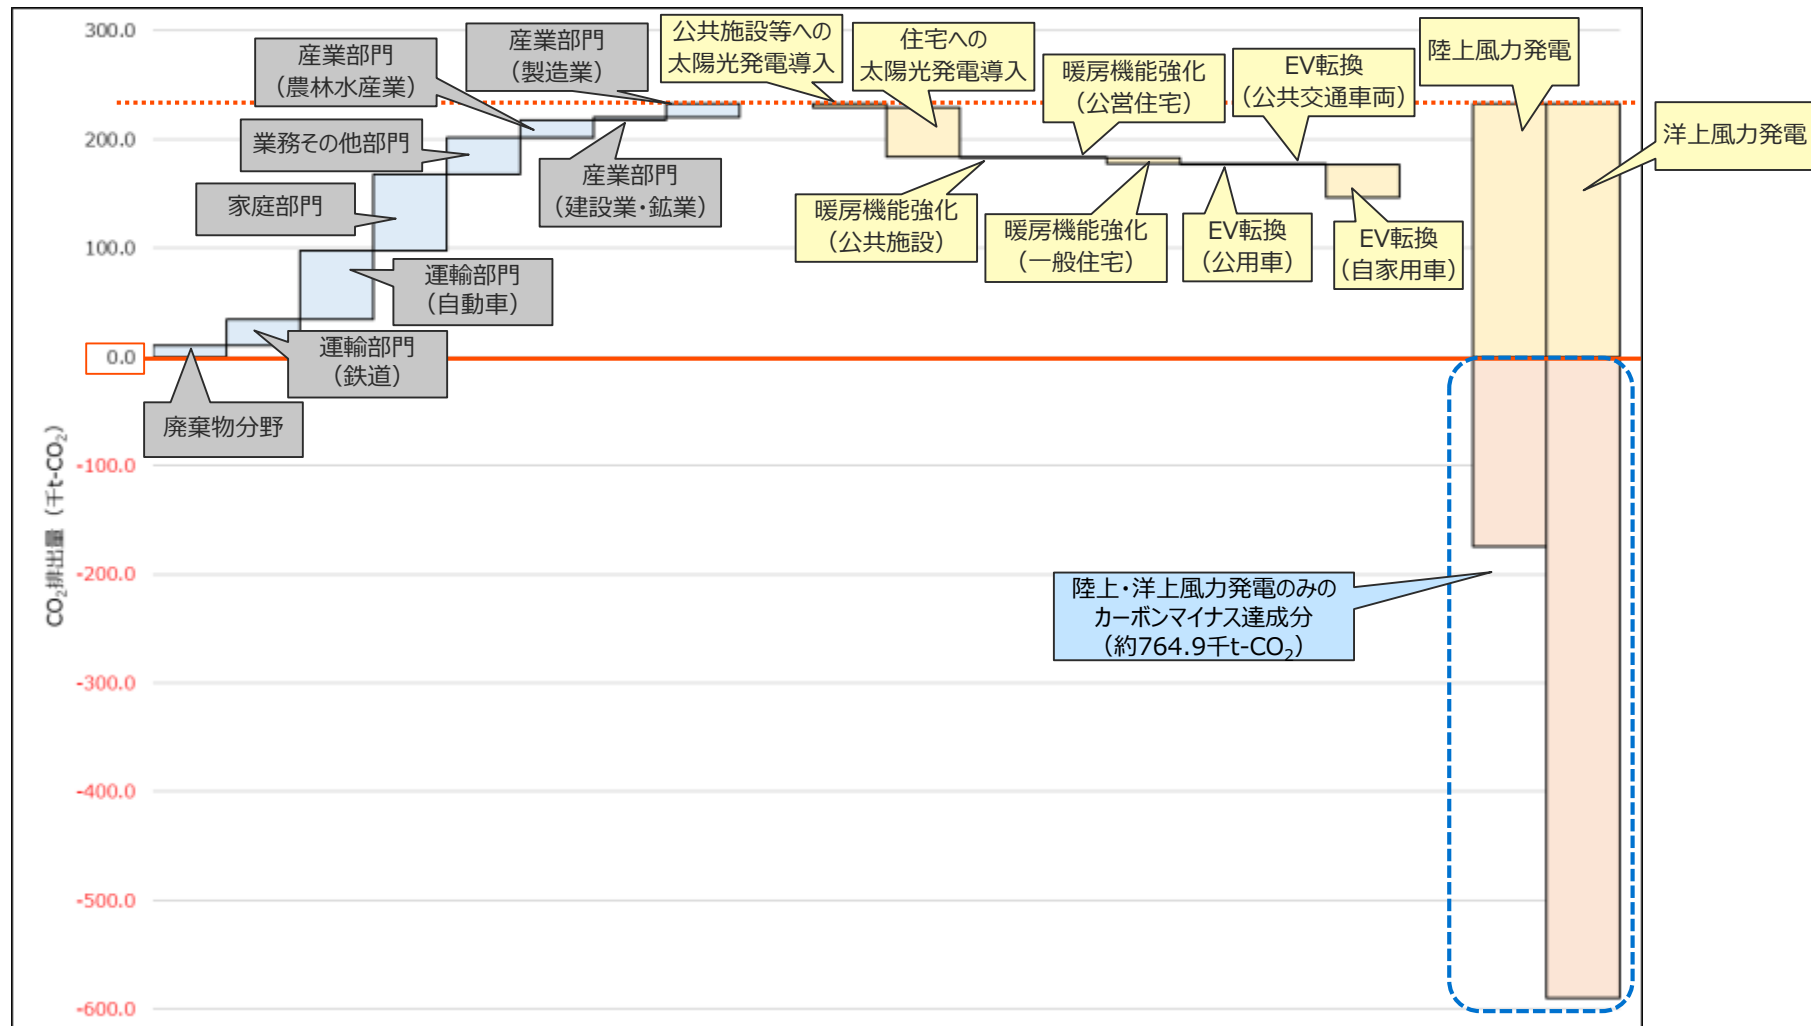 300.0
200.0
100.0
0.0
-100.0
-200.0
-300.0
-400.0
-500.0
-600.0
CO₂排出量（千t-CO₂）
産業部門
（農林水産業）
産業部門
（製造業）
業務その他部門
家庭部門
産業部門
（建設業・鉱業）
運輸部門
（自動車）
運輸部門
（鉄道）
廃棄物分野
公共施設等への
太陽光発電導入
住宅への
太陽光発電導入
暖房機能強化
（公営住宅）
EV転換
（公共交通車両）
陸上風力発電
洋上風力発電
暖房機能強化
（公共施設）
暖房機能強化
（一般住宅）
EV転換
（公用車）
EV転換
（自家用車）
陸上・洋上風力発電のみの
カーボンマイナス達成分
（約764.9千t-CO₂）